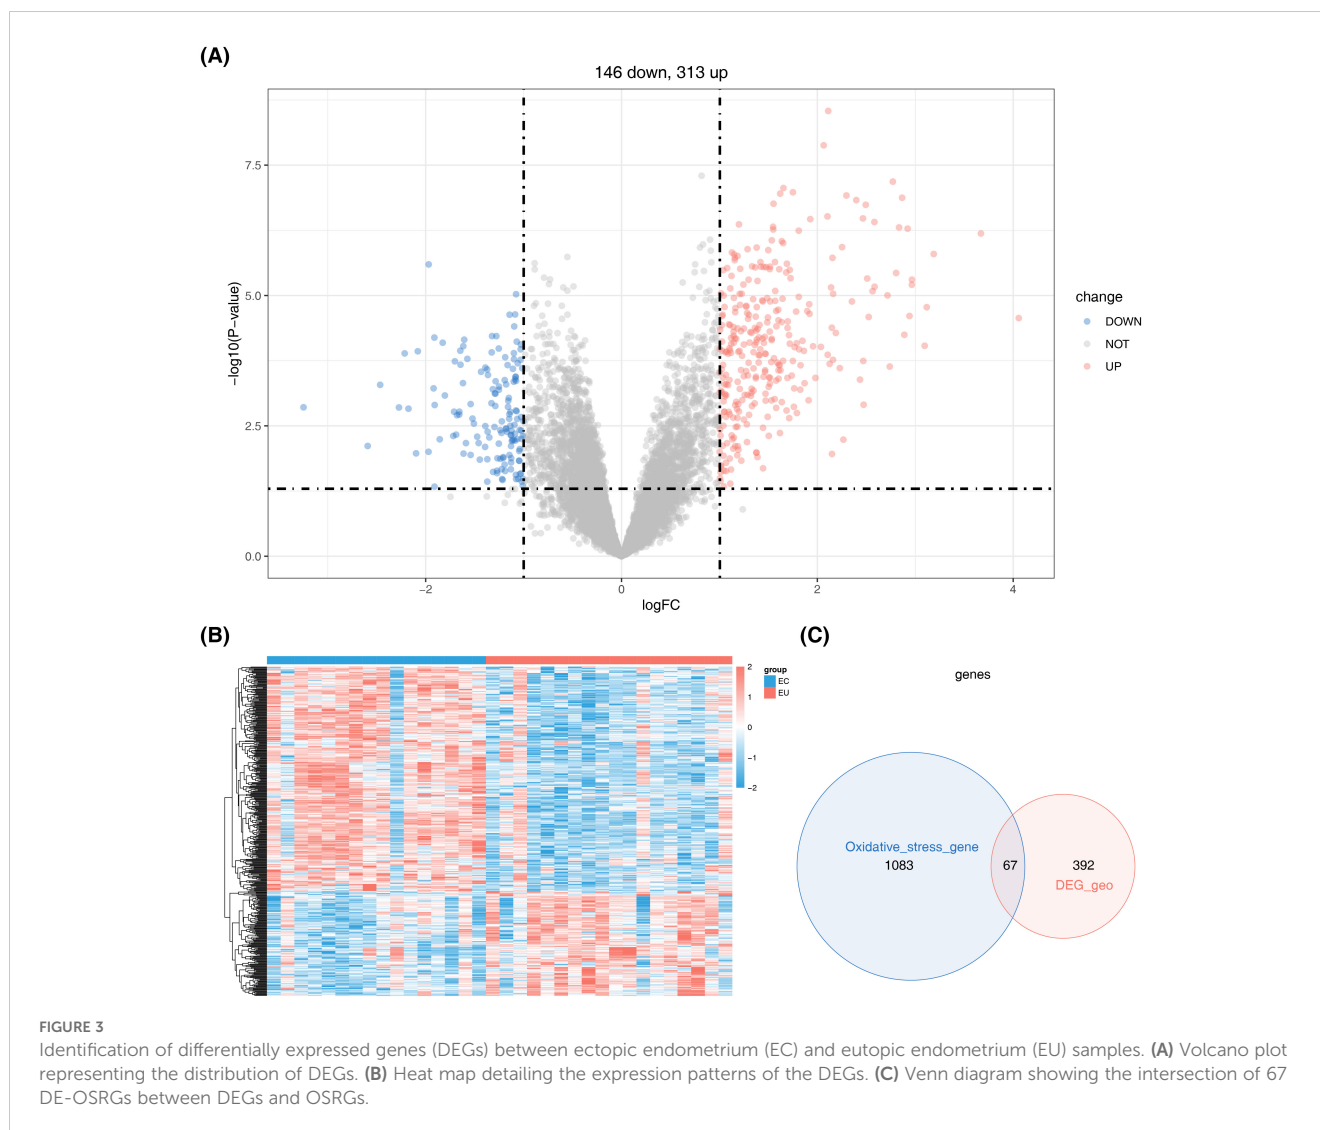 (A)
146 down, 313 up
−log10(P−value)
7.5
5.0
2.5
0.0
−2
0
2
4
logFC
change
DOWN
NOT
UP
(B)
2
1
0
−1
−2
group
EC
EU
(C)
genes
Oxidative_stress_gene
1083
67
392
DEG_geo
FIGURE 3
Identification of differentially expressed genes (DEGs) between ectopic endometrium (EC) and eutopic endometrium (EU) samples. (A) Volcano plot
representing the distribution of DEGs. (B) Heat map detailing the expression patterns of the DEGs. (C) Venn diagram showing the intersection of 67
DE-OSRGs between DEGs and OSRGs.